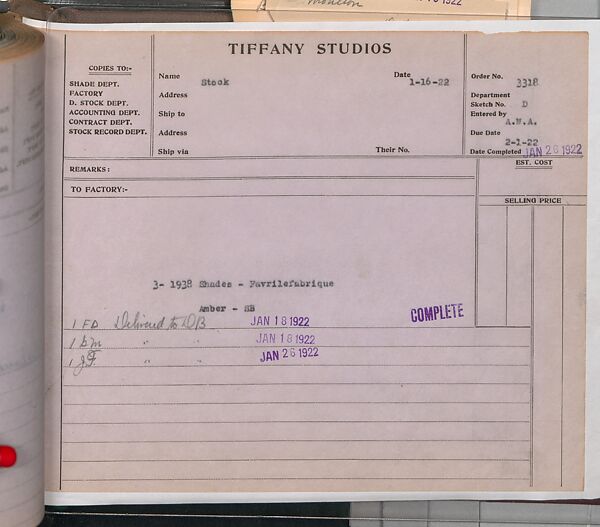 TIFFANY STUDIOS
COPIES TO:-
SHADE DEPT.
FACTORY
D. STOCK DEPT.
ACCOUNTING DEPT.
CONTRACT DEPT.
STOCK RECORD DEPT.
Name Stock Date 1-16-22
Address
Ship to
Address
Ship via Their No.
Order No. 3318
Department
Sketch No. D
Entered by A.W.A.
Due Date 2-1-22
Date Completed JAN 26 1922
REMARKS:
EST. COST
TO FACTORY:-
SELLING PRICE
3- 1938 Shades - Favrilefabrique
Amber - SB
COMPLETE
1 FD Delivered to DB JAN 18 1922
1 B.M " " JAN 18 1922
1 J.F. " " JAN 26 1922